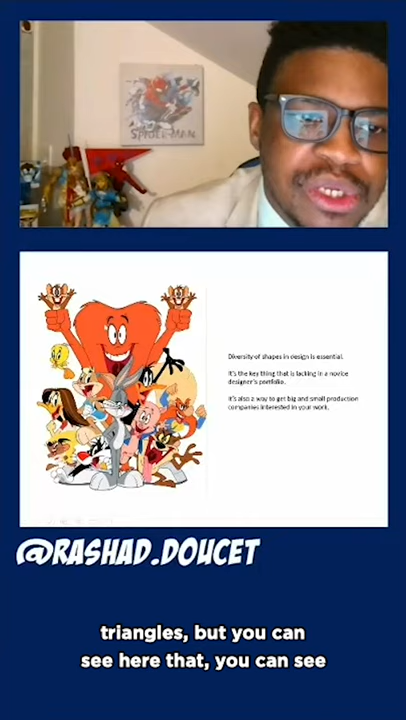 SPIDER-MAN
Diversity of shapes in design is essential.
It's the key thing that is lacking in a novice
designer's portfolio.
It's also a way to get big and small production
companies interested in your work.
@RASHAD.DOUCET
triangles, but you can
see here that, you can see